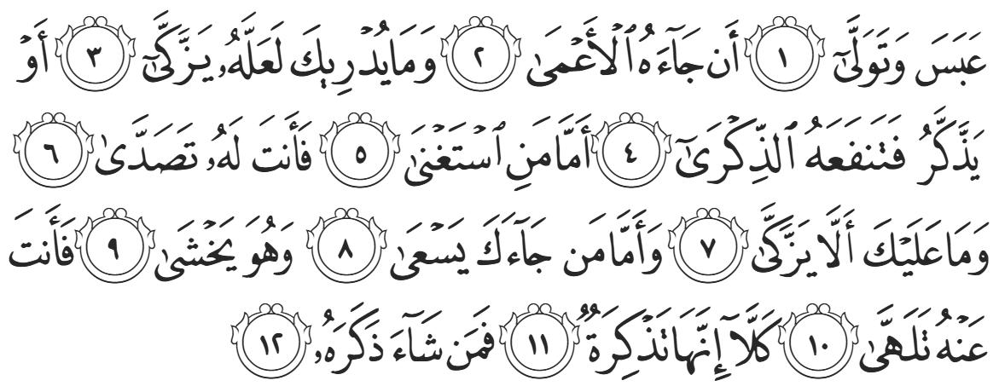 عَبَسَ وَتَوَلَّىٰٓ ١ أَن جَآءَهُ ٱلْأَعْمَىٰ ٢ وَمَا يُدْرِيكَ لَعَلَّهُۥ يَزَّكَّىٰٓ ٣ أَوْ
يَذَّكَّرُ فَتَنفَعَهُ ٱلذِّكْرَىٰٓ ٤ أَمَّا مَنِ ٱسْتَغْنَىٰ ٥ فَأَنتَ لَهُۥ تَصَدَّىٰ ٦
وَمَا عَلَيْكَ أَلَّا يَزَّكَّىٰ ٧ وَأَمَّا مَن جَآءَكَ يَسْعَىٰ ٨ وَهُوَ يَخْشَىٰ ٩ فَأَنتَ
عَنْهُ تَلَهَّىٰ ١٠ كَلَّآ إِنَّهَا تَذْكِرَةٌ ١١ فَمَن شَآءَ ذَكَرَهُۥ ١٢